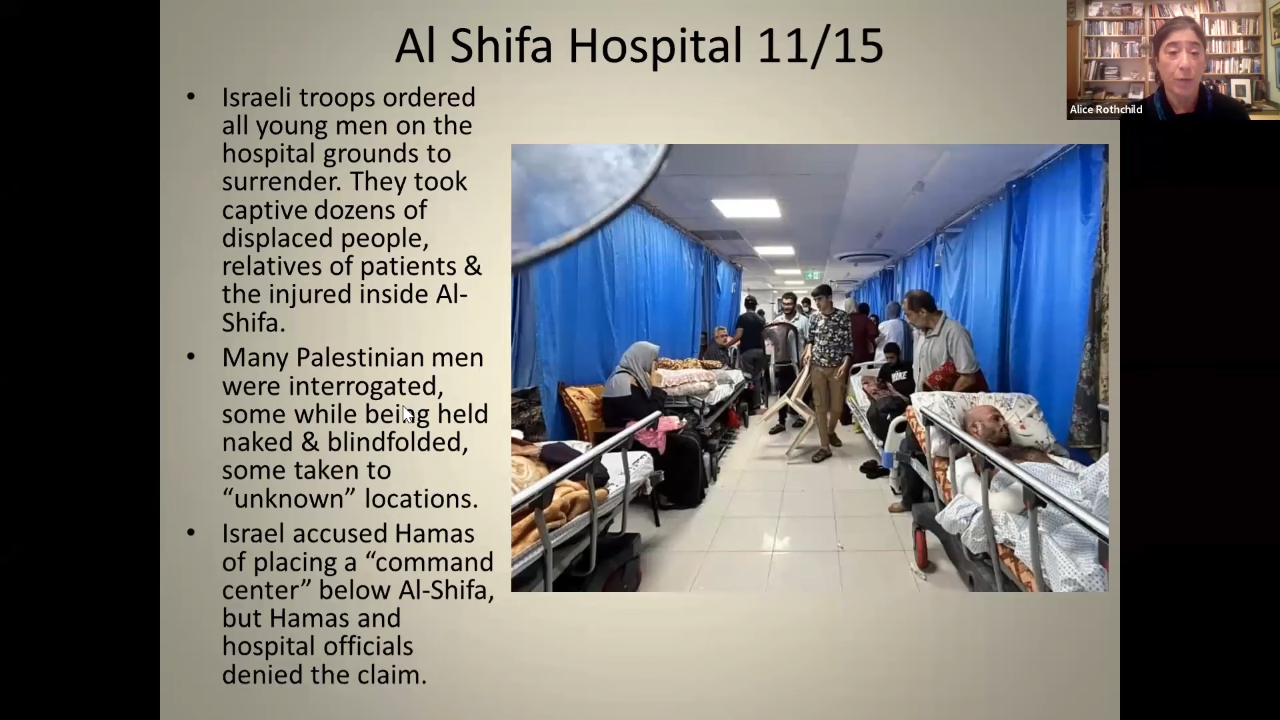 Al Shifa Hospital 11/15
Alice Rothchild
• Israeli troops ordered
all young men on the
hospital grounds to
surrender. They took
captive dozens of
displaced people,
relatives of patients &
the injured inside Al-
Shifa.
• Many Palestinian men
were interrogated,
some while being held
naked & blindfolded,
some taken to
“unknown” locations.
• Israel accused Hamas
of placing a “command
center” below Al-Shifa,
but Hamas and
hospital officials
denied the claim.